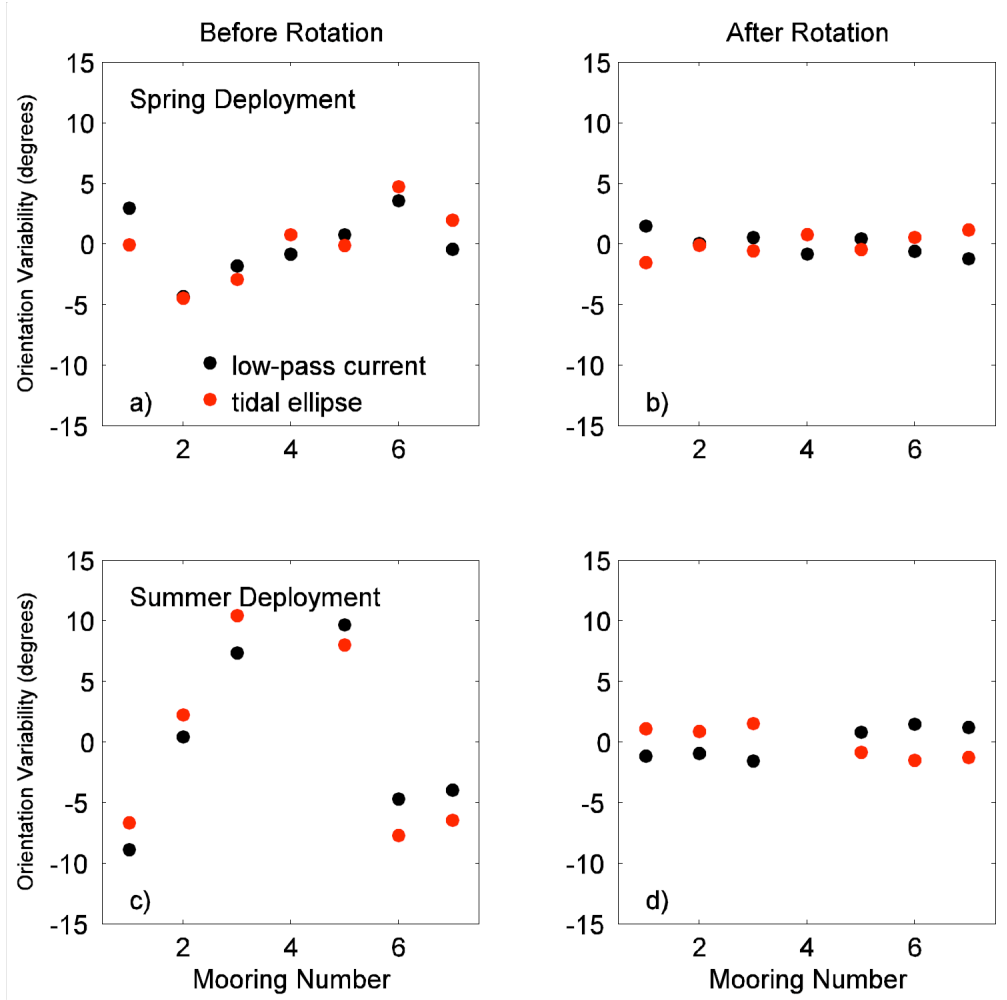 Before Rotation
After Rotation
Orientation Variability (degrees)
15
10
5
0
-5
-10
-15
Spring Deployment
low-pass current
tidal ellipse
a)
2
4
6
15
10
5
0
-5
-10
-15
b)
2
4
6
Orientation Variability (degrees)
15
10
5
0
-5
-10
-15
Summer Deployment
c)
2
4
6
Mooring Number
15
10
5
0
-5
-10
-15
d)
2
4
6
Mooring Number